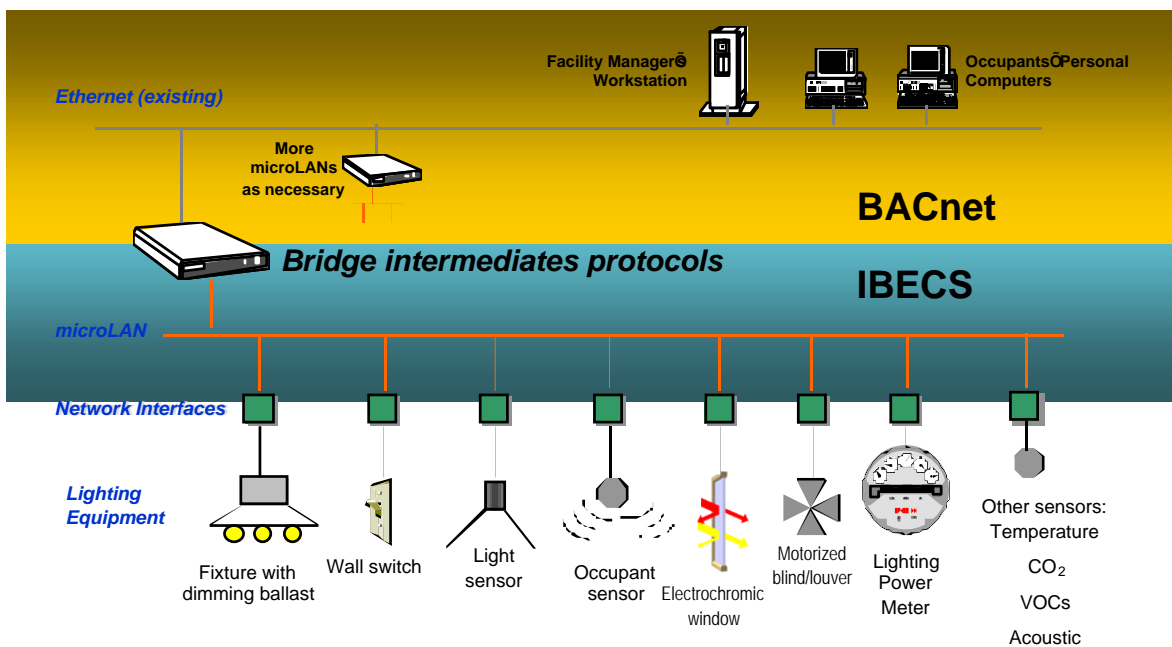 Facility ManagerÕs
Workstation
OccupantsÕPersonal
Computers
Ethernet (existing)
More
microLANs
as necessary
BACnet
Bridge intermediates protocols
IBECS
microLAN
Network Interfaces
Lighting
Equipment
Fixture with
dimming ballast
Wall switch
Light
sensor
Occupant
sensor
Electrochromic
window
Motorized
blind/louver
Lighting
Power
Meter
Other sensors:
Temperature
CO₂
VOCs
Acoustic